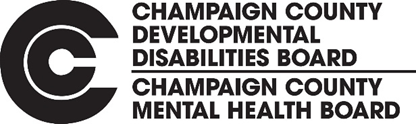 CHAMPAIGN COUNTY
DEVELOPMENTAL
DISABILITIES BOARD
CHAMPAIGN COUNTY
MENTAL HEALTH BOARD